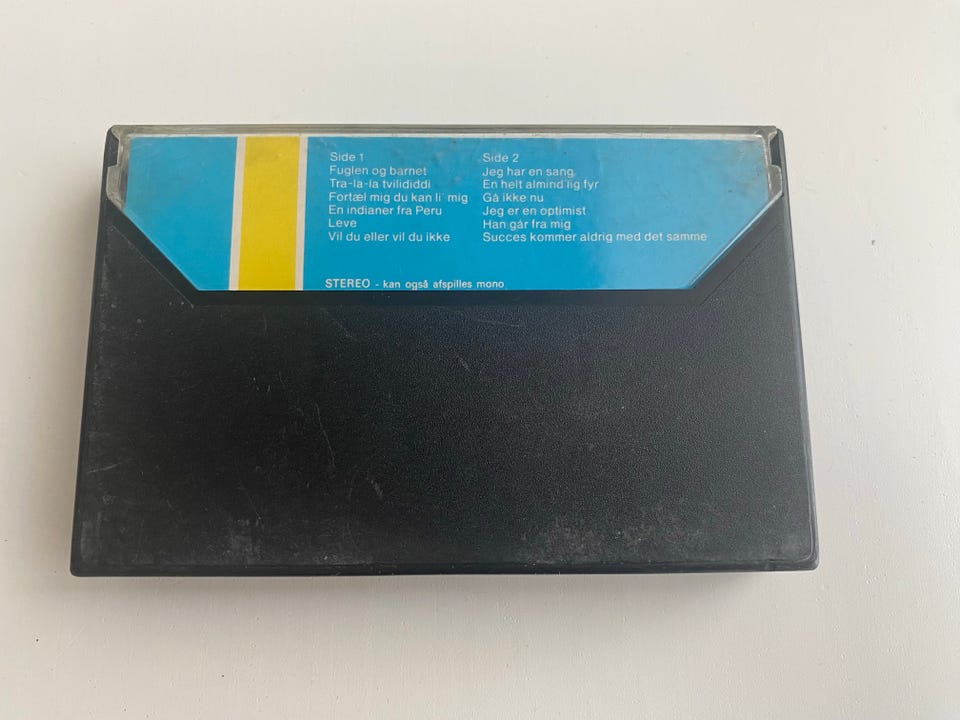 Side 1
Fuglen og barnet
Tra-la-la tvilididdi
Fortæl mig du kan li' mig
En indianer fra Peru
Leve
Vil du eller vil du ikke
Side 2
Jeg har en sang
En helt almindlig fyr
Gå ikke nu
Jeg er en optimist
Han går fra mig
Succes kommer aldrig med det samme
STEREO - kan også afspilles mono